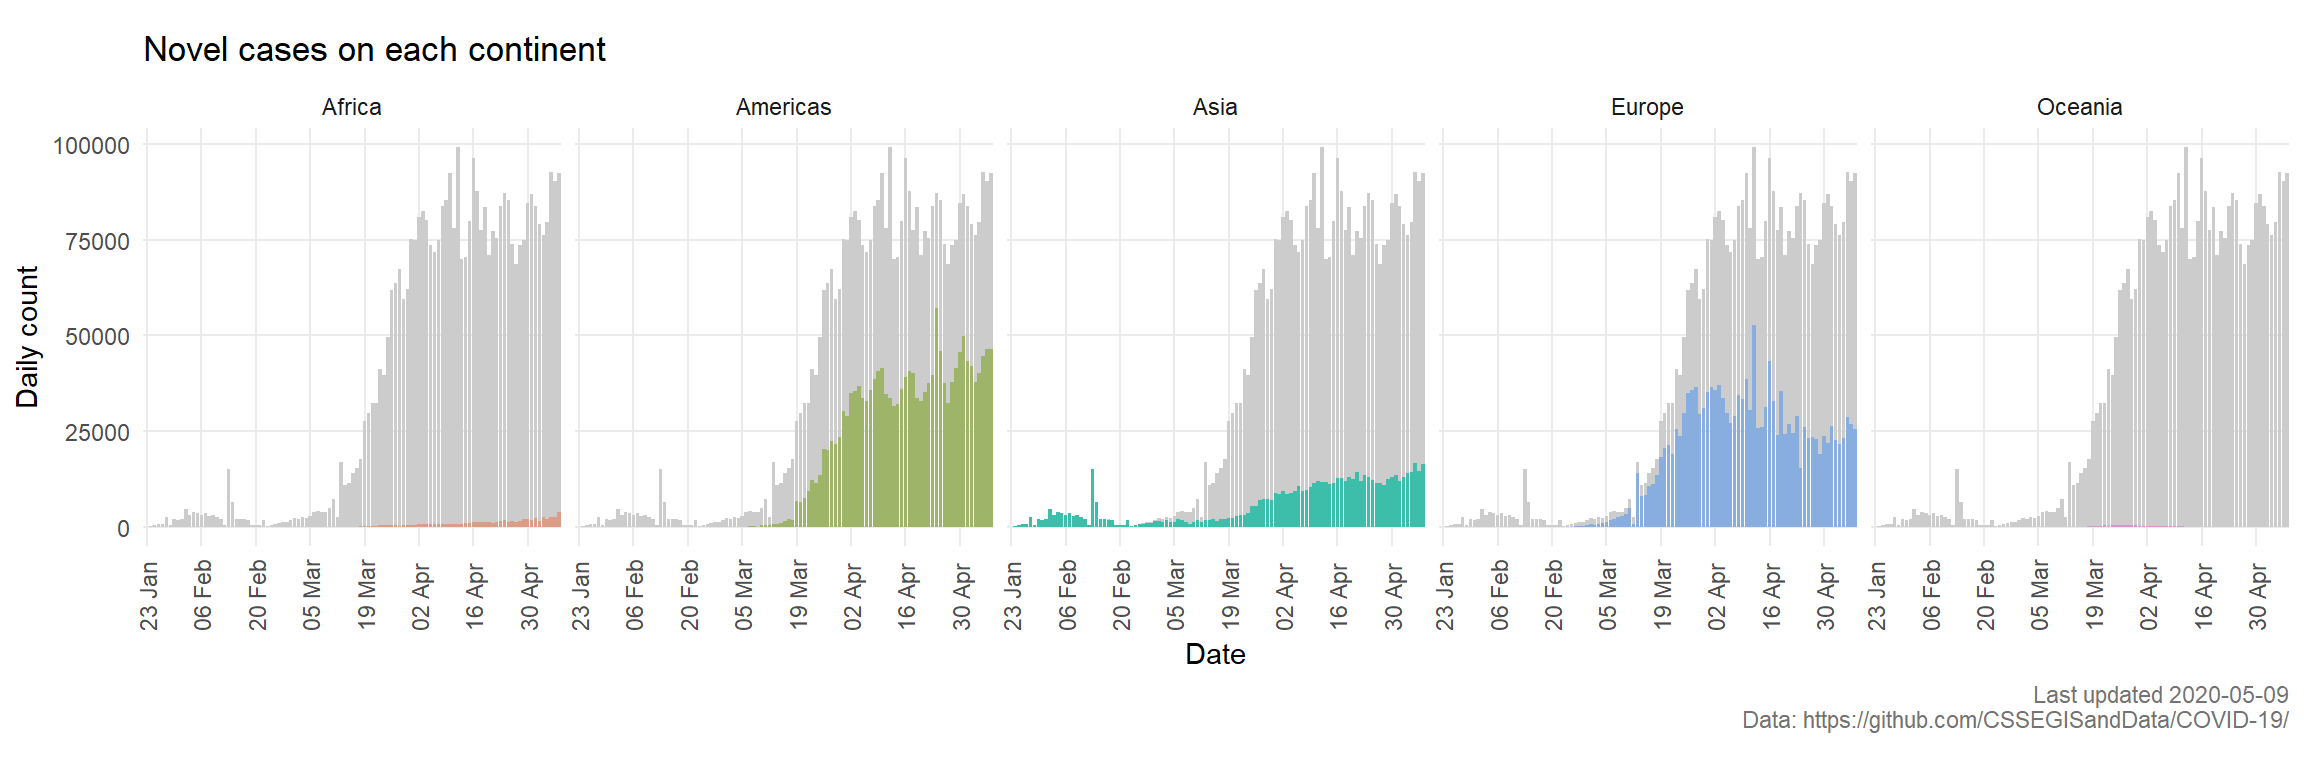 Novel cases on each continent
Africa Americas Asia Europe Oceania
100000
75000
50000
25000
0
Daily count
23 Jan 06 Feb 20 Feb 05 Mar 19 Mar 02 Apr 16 Apr 30 Apr 23 Jan 06 Feb 20 Feb 05 Mar 19 Mar 02 Apr 16 Apr 30 Apr 23 Jan 06 Feb 20 Feb 05 Mar 19 Mar 02 Apr 16 Apr 30 Apr 23 Jan 06 Feb 20 Feb 05 Mar 19 Mar 02 Apr 16 Apr 30 Apr 23 Jan 06 Feb 20 Feb 05 Mar 19 Mar 02 Apr 16 Apr 30 Apr
Date
Last updated 2020-05-09
Data: https://github.com/CSSEGISandData/COVID-19/